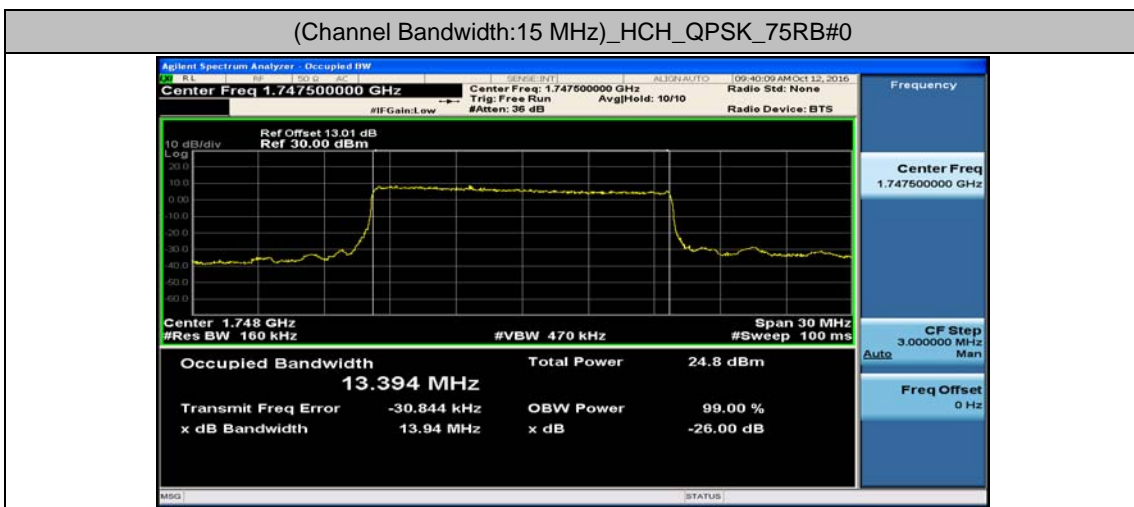 (Channel Bandwidth:15 MHz)_HCH_QPSK_75RB#0
Agilent Spectrum Analyzer - Occupied BW
RL RF 50 Ω AC SENSE:INT ALIGN AUTO 09:40:09 AM Oct 12, 2016
Center Freq 1.747500000 GHz
Center Freq: 1.747500000 GHz
Radio Std: None
Trig: Free Run Avg|Hold: 10/10
#IFGain:Low #Atten: 36 dB Radio Device: BTS
Ref Offset 13.01 dB
10 dB/div Ref 30.00 dBm
Log
20.0
10.0
0.00
-10.0
-20.0
-30.0
-40.0
-50.0
-60.0
Center 1.748 GHz Span 30 MHz
#Res BW 160 kHz #VBW 470 kHz #Sweep 100 ms
Occupied Bandwidth Total Power 24.8 dBm
13.394 MHz
Transmit Freq Error -30.844 kHz OBW Power 99.00 %
x dB Bandwidth 13.94 MHz x dB -26.00 dB
MSG STATUS
Frequency
Center Freq
1.747500000 GHz
CF Step
3.000000 MHz
Auto Man
Freq Offset
0 Hz